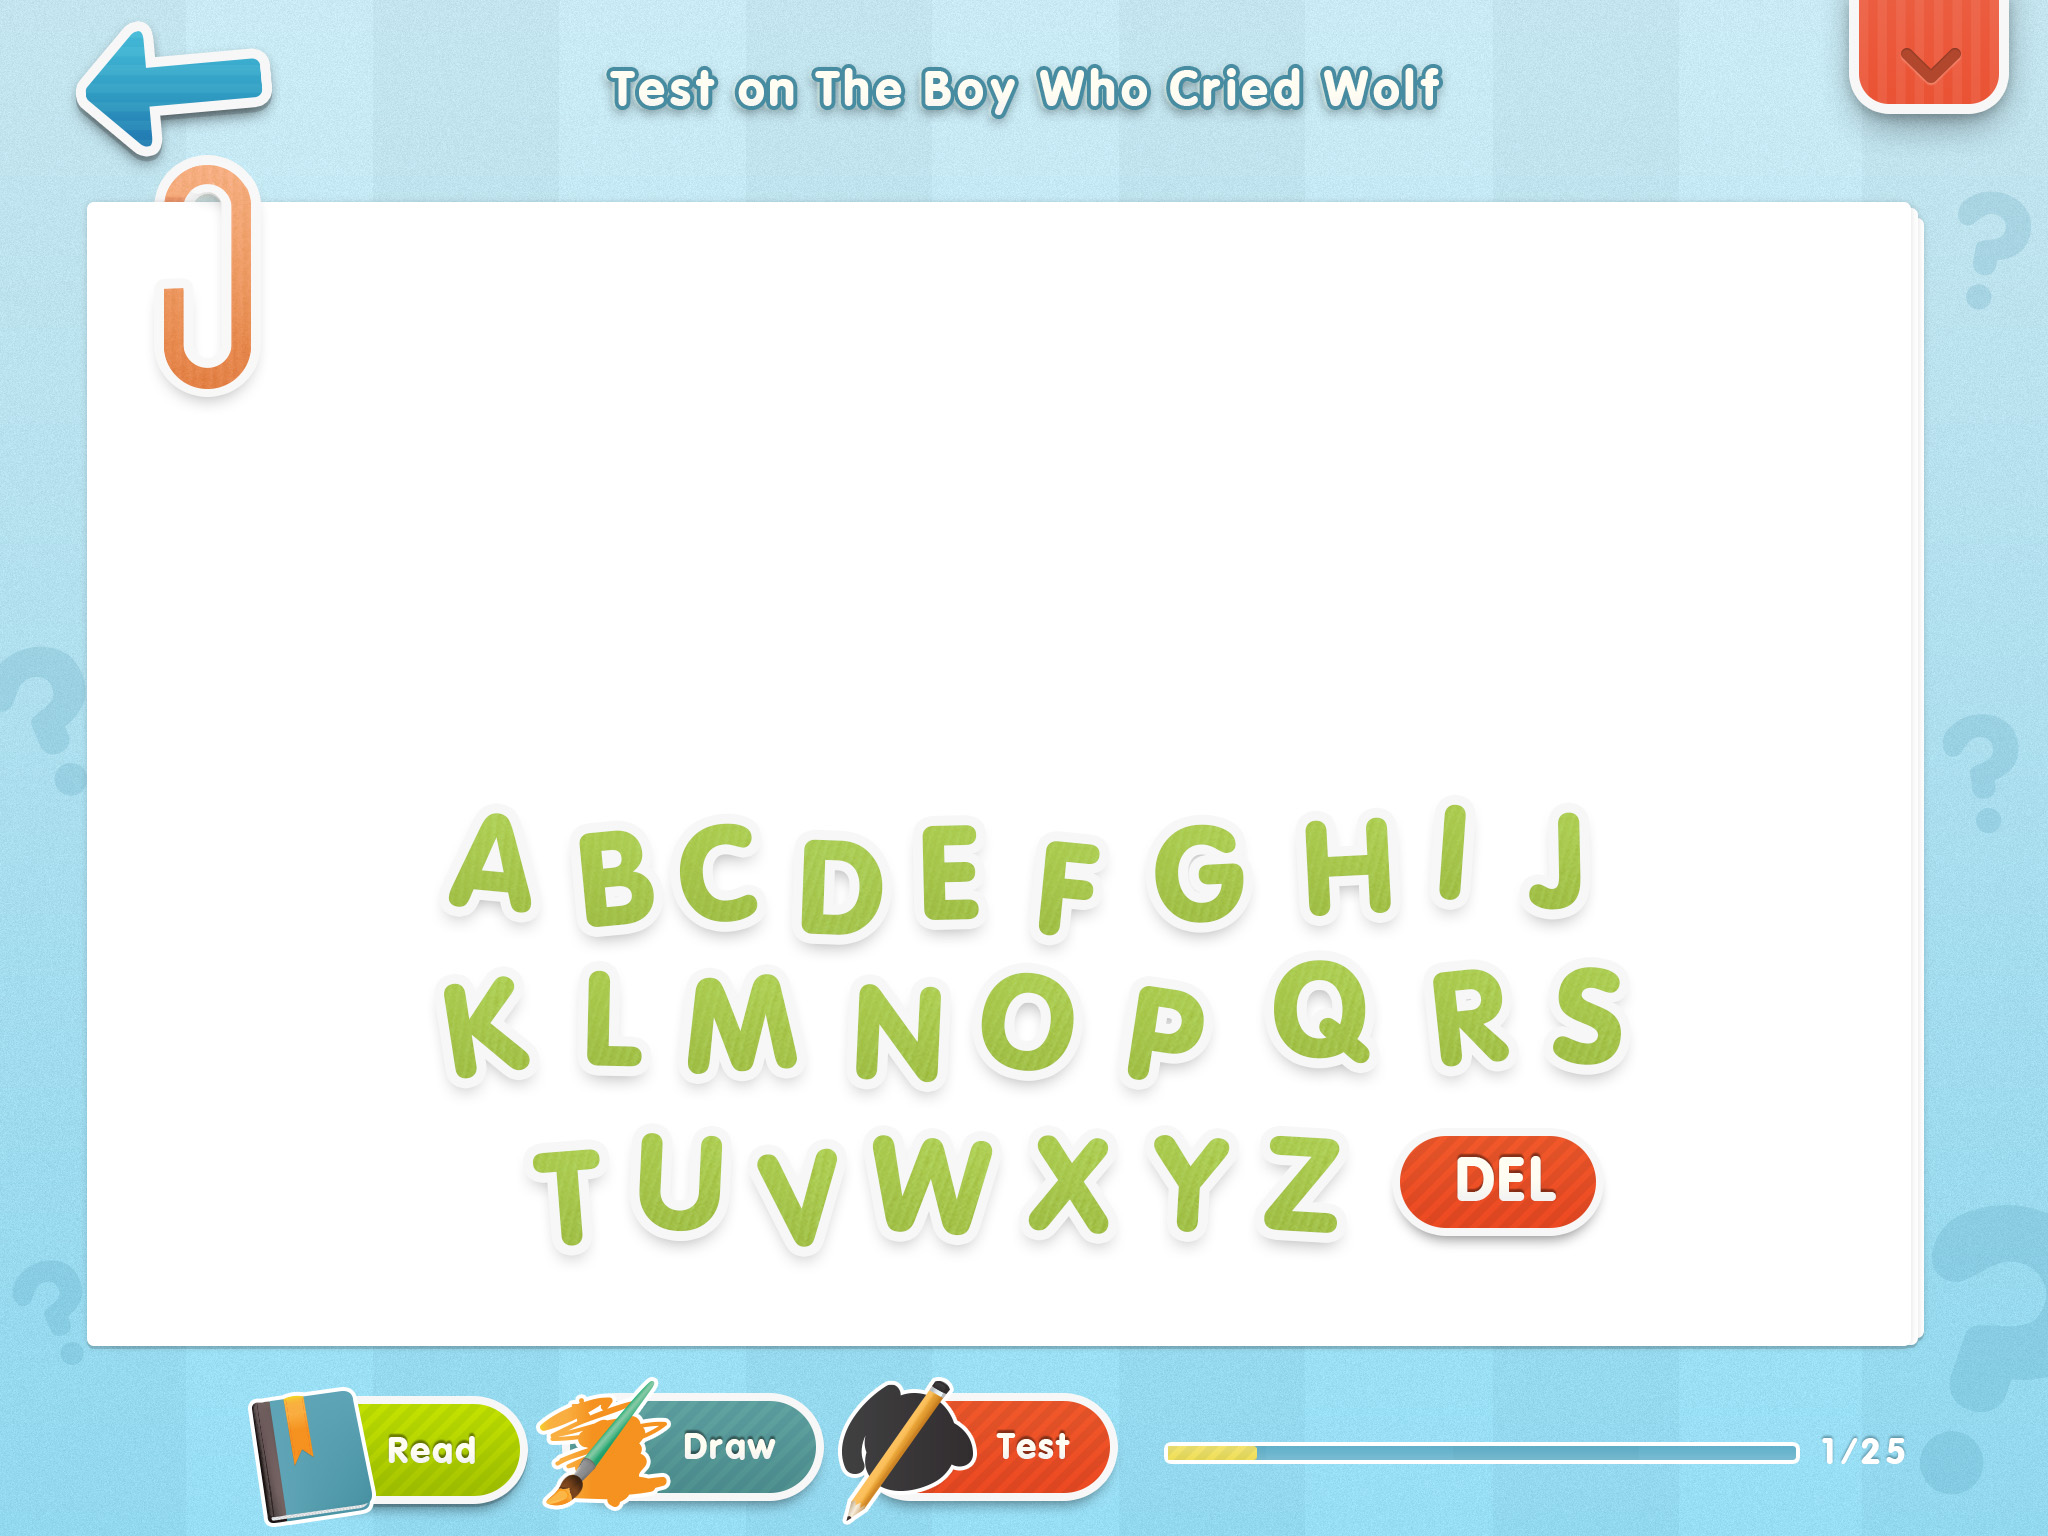 Test on The Boy Who Cried Wolf
A B C D E F G H I J
K L M N O P Q R S
T U V W X Y Z DEL
Read Draw Test 1/25